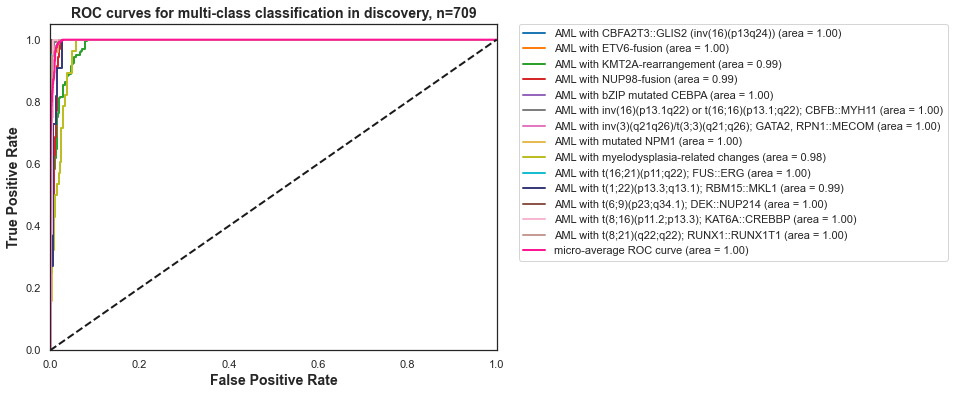 ROC curves for multi-class classification in discovery, n=709
True Positive Rate
1.0
0.8
0.6
0.4
0.2
0.0
0.0 0.2 0.4 0.6 0.8 1.0
False Positive Rate
AML with CBFA2T3::GLIS2 (inv(16)(p13q24)) (area = 1.00)
AML with ETV6-fusion (area = 1.00)
AML with KMT2A-rearrangement (area = 0.99)
AML with NUP98-fusion (area = 0.99)
AML with bZIP mutated CEBPA (area = 1.00)
AML with inv(16)(p13.1q22) or t(16;16)(p13.1;q22); CBFB::MYH11 (area = 1.00)
AML with inv(3)(q21q26)/t(3;3)(q21;q26); GATA2, RPN1::MECOM (area = 1.00)
AML with mutated NPM1 (area = 1.00)
AML with myelodysplasia-related changes (area = 0.98)
AML with t(16;21)(p11;q22); FUS::ERG (area = 1.00)
AML with t(1;22)(p13.3;q13.1); RBM15::MKL1 (area = 0.99)
AML with t(6;9)(p23;q34.1); DEK::NUP214 (area = 1.00)
AML with t(8;16)(p11.2;p13.3); KAT6A::CREBBP (area = 1.00)
AML with t(8;21)(q22;q22); RUNX1::RUNX1T1 (area = 1.00)
micro-average ROC curve (area = 1.00)